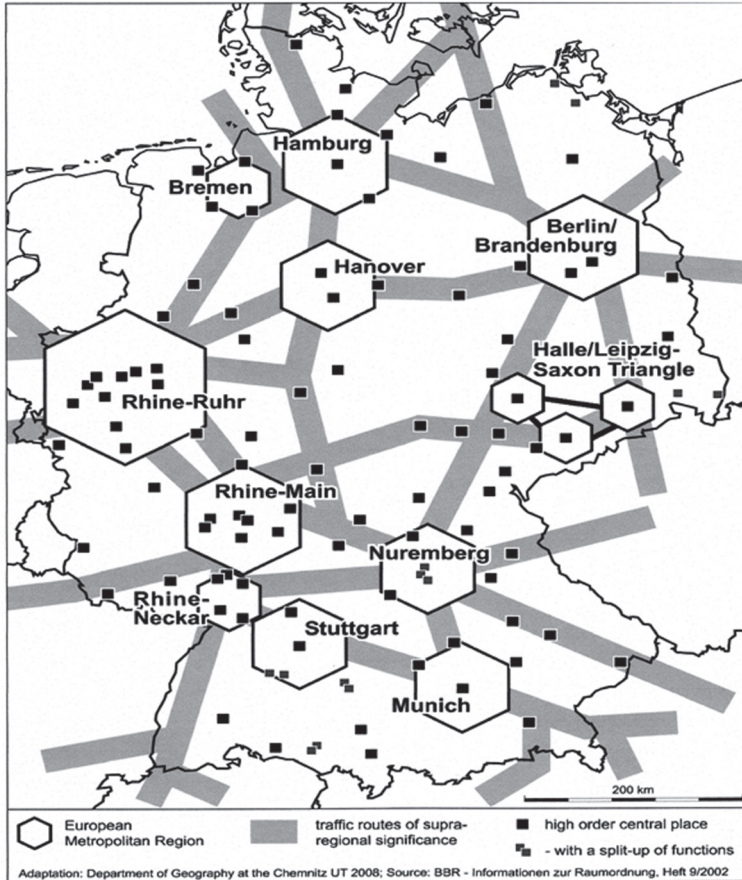 Hamburg
Bremen
Berlin/
Brandenburg
Hanover
Halle/Leipzig-
Saxon Triangle
Rhine-Ruhr
Rhine-Main
Nuremberg
Rhine-
Neckar
Stuttgart
Munich
200 km
European
Metropolitan Region
traffic routes of supra-
regional significance
high order central place
- with a split-up of functions
Adaptation: Department of Geography at the Chemnitz UT 2008; Source: BBR - Informationen zur Raumordnung, Heft 9/2002